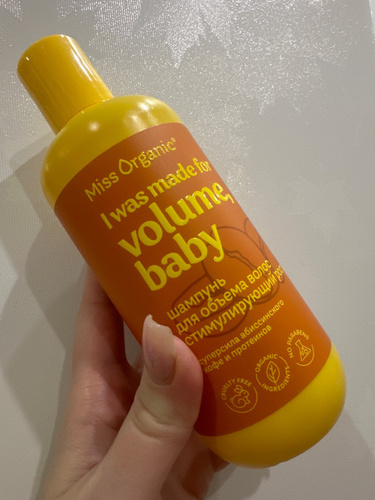 Miss Organic®
I was made for
volume,
baby
шампунь
для объема волос
стимулирующий рост
суперсила абиссинского
кофе и протеинов
CRUELTY FREE
ORGANIC INGREDIENTS
NO PARABENS